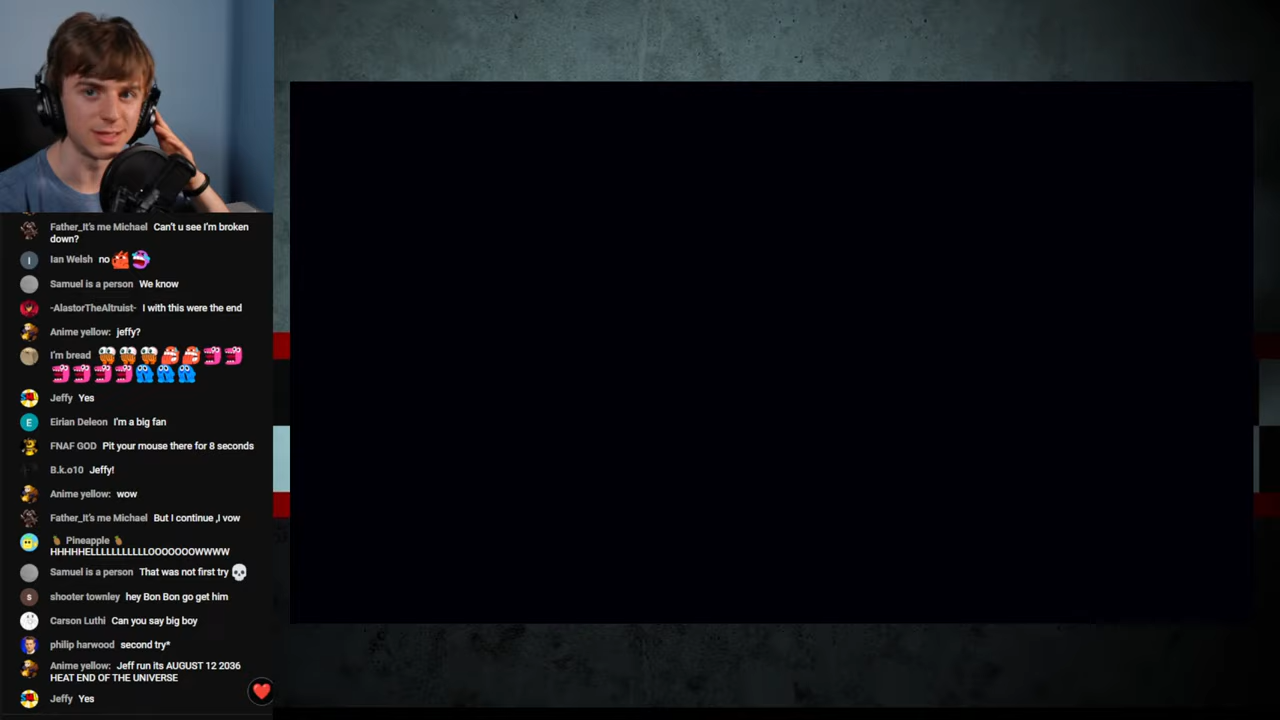 Father_It's me Michael Can't u see I'm broken
down?
I
Ian Welsh no
Samuel is a person We know
-AlastorTheAltruist- I with this were the end
Anime yellow: jeffy?
I'm bread
Jeffy Yes
E
Eirian Deleon I'm a big fan
FNAF GOD Pit your mouse there for 8 seconds
B.k.o10 Jeffy!
Anime yellow: wow
Father_It's me Michael But I continue ,I vow
🍍 Pineapple 🍍
HHHHHELLLLLLLLLLLOOOOOOOWWWW
Samuel is a person That was not first try 💀
s
shooter townley hey Bon Bon go get him
Carson Luthi Can you say big boy
philip harwood second try*
Anime yellow: Jeff run its AUGUST 12 2036
HEAT END OF THE UNIVERSE
Jeffy Yes